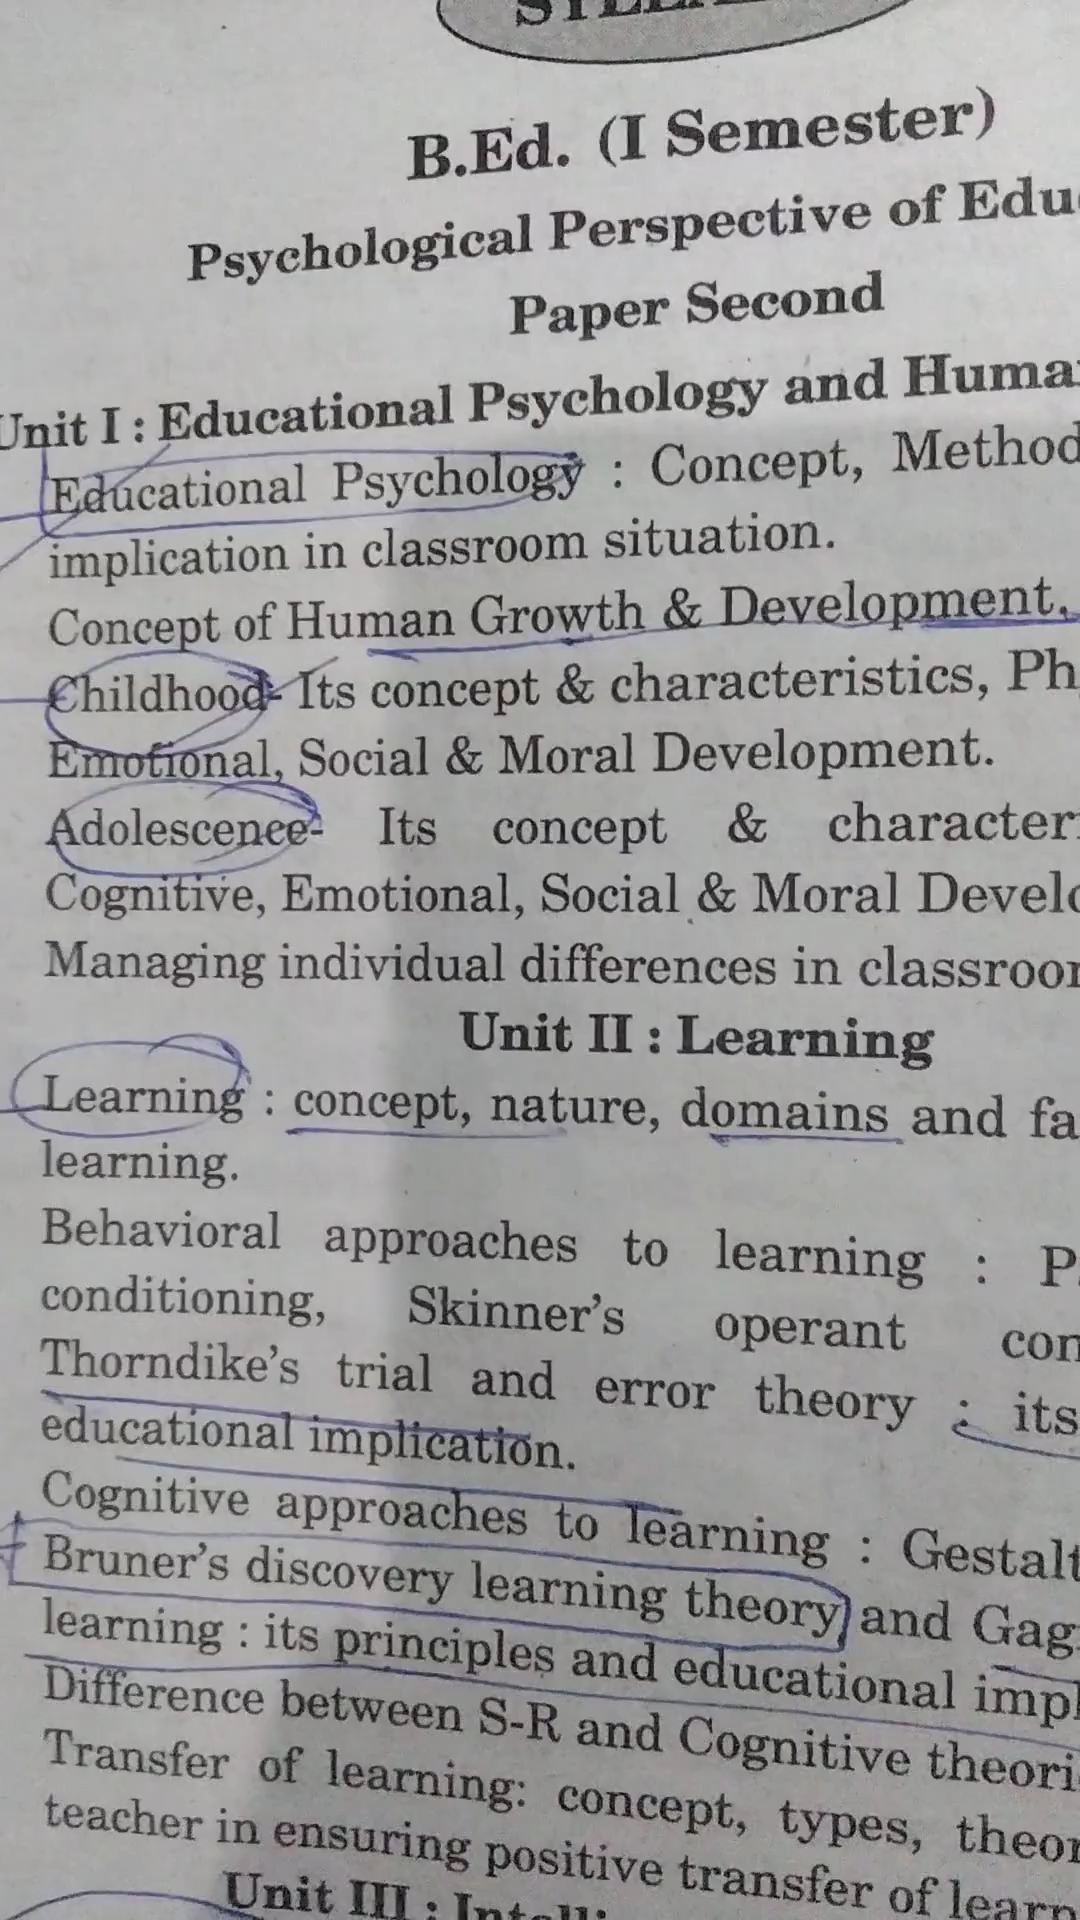 B.Ed. (I Semester)
Psychological Perspective of Edu
Paper Second
Unit I : Educational Psychology and Huma
Educational Psychology : Concept, Method
implication in classroom situation.
Concept of Human Growth & Development,
Childhood- Its concept & characteristics, Ph
Emotional, Social & Moral Development.
Adolescence- Its concept & character
Cognitive, Emotional, Social & Moral Develo
Managing individual differences in classroo
Unit II : Learning
Learning : concept, nature, domains and fa
learning.
Behavioral approaches to learning : P
conditioning, Skinner's operant con
Thorndike's trial and error theory : its
educational implication.
Cognitive approaches to learning : Gestalt
Bruner's discovery learning theory and Gag
learning : its principles and educational impl
Difference between S-R and Cognitive theori
Transfer of learning: concept, types, theor
teacher in ensuring positive transfer of learn
Unit III :